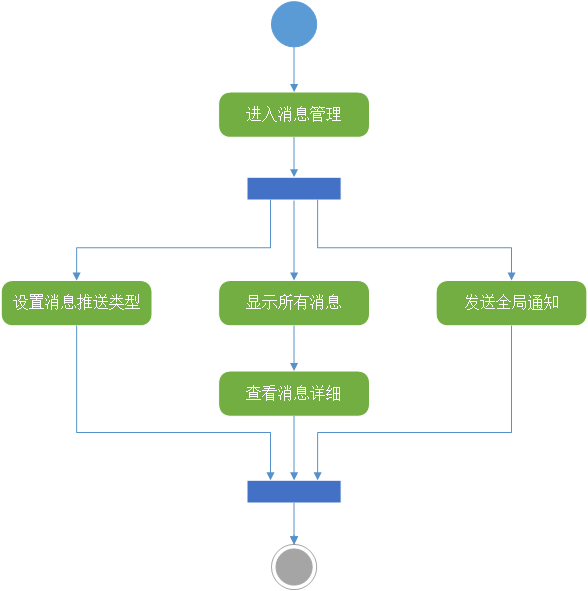 进入消息管理
设置消息推送类型
显示所有消息
发送全局通知
查看消息详细